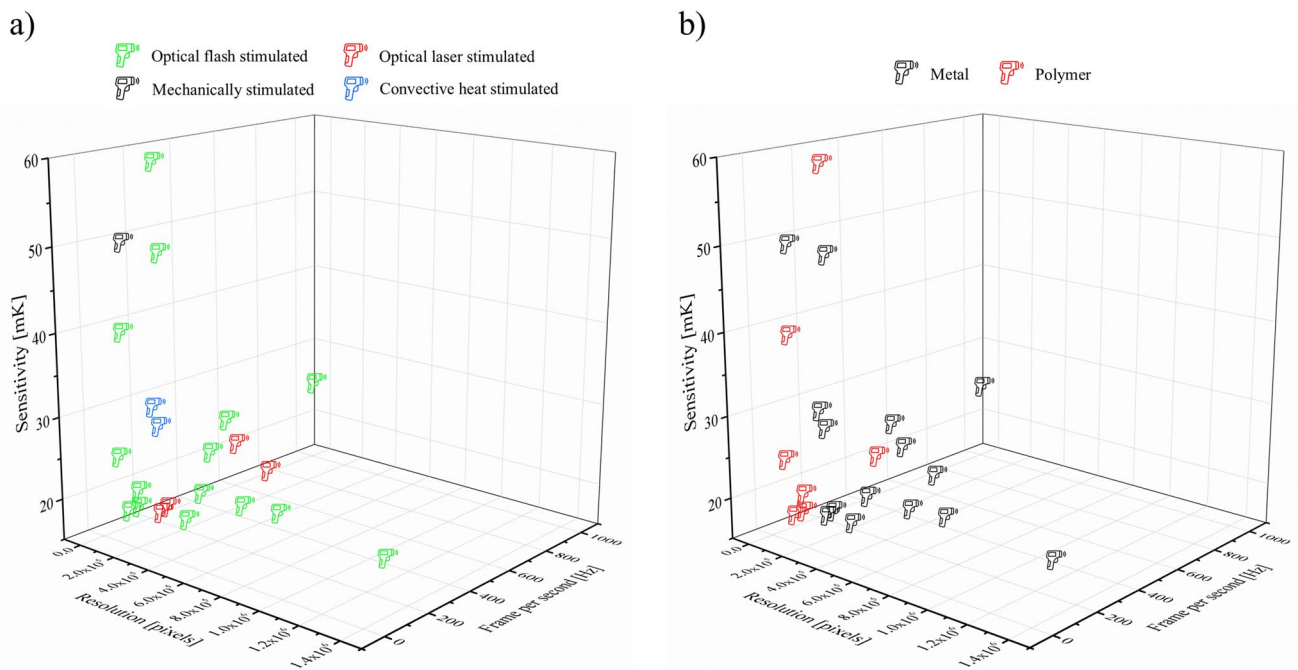 a)
Optical flash stimulated
Optical laser stimulated
Mechanically stimulated
Convective heat stimulated
60
50
40
30
20
Sensitivity [mK]
0.0
2.0x10⁵
4.0x10⁵
6.0x10⁵
8.0x10⁵
1.0x10⁶
1.2x10⁶
1.4x10⁶
Resolution [pixels]
0
200
400
600
800
1000
Frame per second [Hz]
b)
Metal
Polymer
60
50
40
30
20
Sensitivity [mK]
0.0
2.0x10⁵
4.0x10⁵
6.0x10⁵
8.0x10⁵
1.0x10⁶
1.2x10⁶
1.4x10⁶
Resolution [pixels]
0
200
400
600
800
1000
Frame per second [Hz]